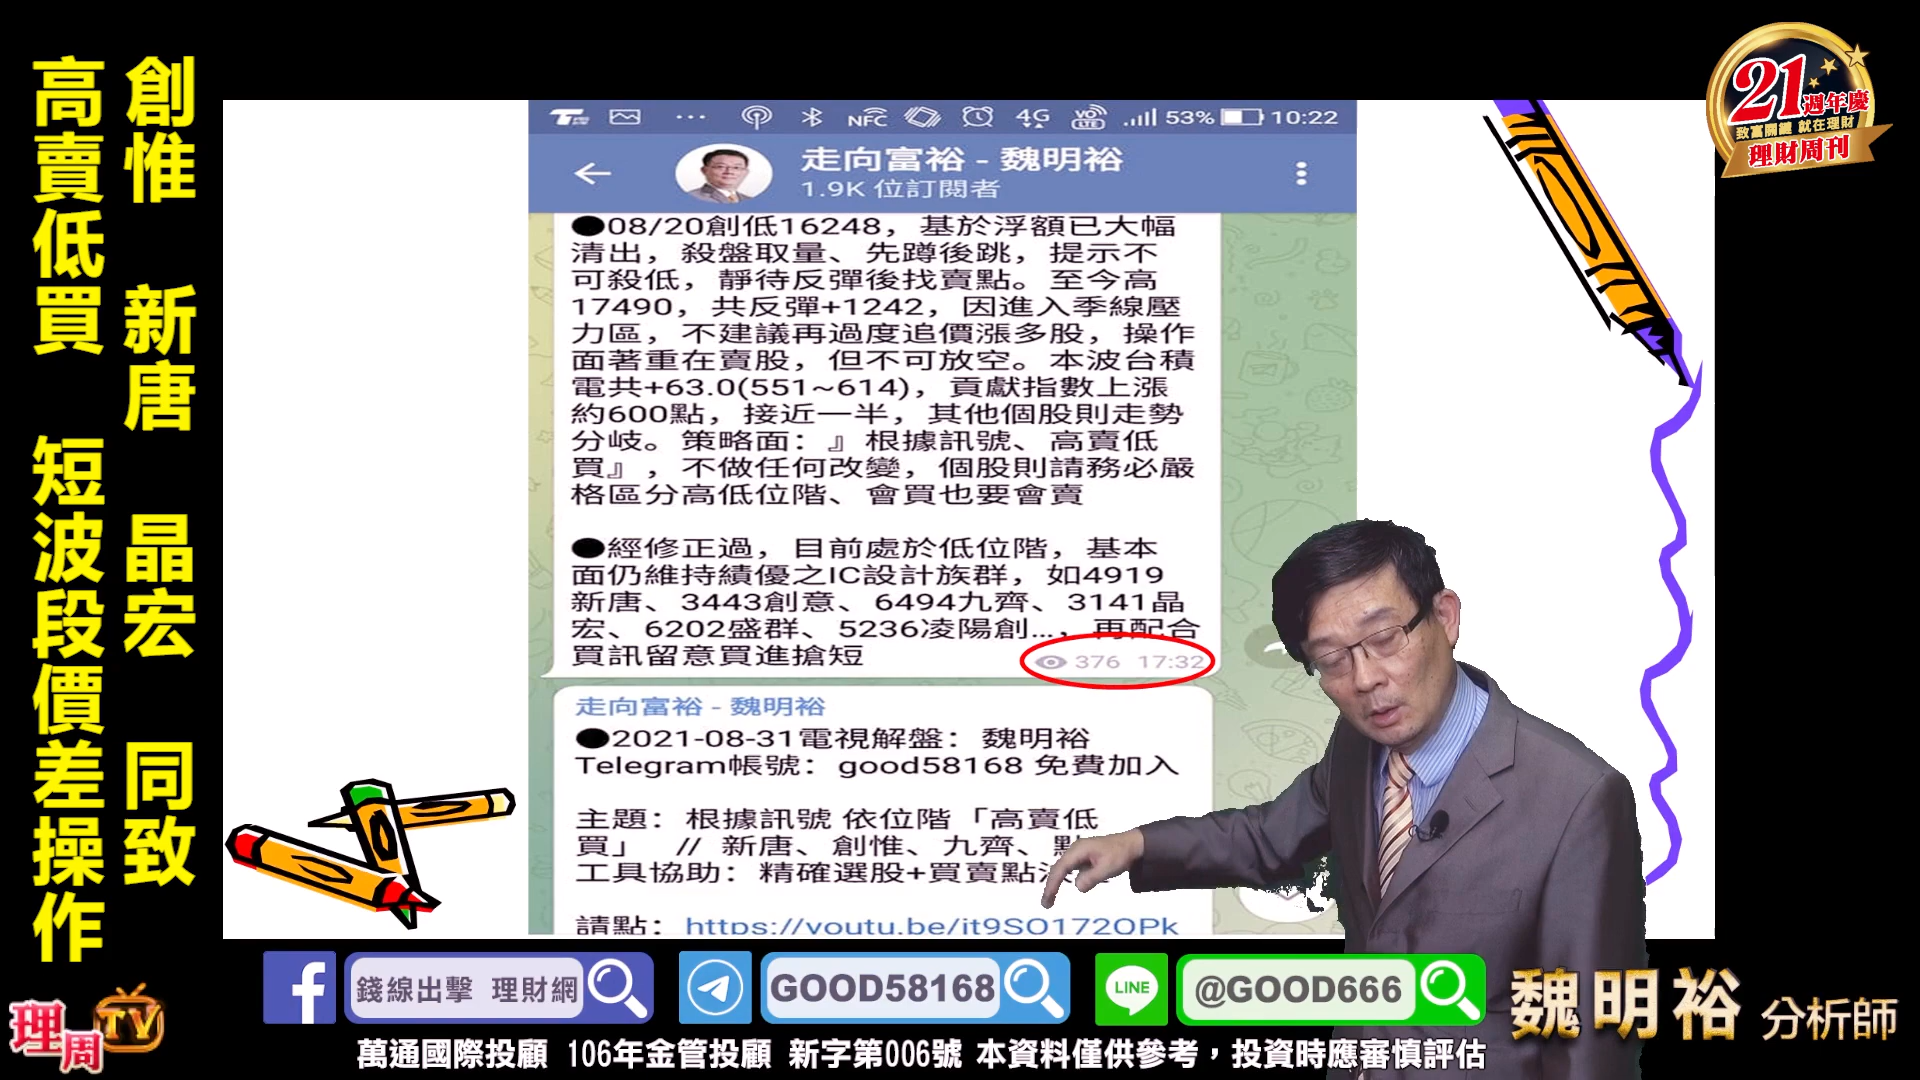 創惟 新唐 晶宏 同致
高賣低買 短波段價差操作
21週年慶
致富關鍵 就在理財
理財周刊
NFC 4G VO LTE 53% 10:22
走向富裕 - 魏明裕
1.9K 位訂閱者
●08/20創低16248，基於浮額已大幅
清出，殺盤取量、先蹲後跳，提示不
可殺低，靜待反彈後找賣點。至今高
17490，共反彈+1242，因進入季線壓
力區，不建議再過度追價漲多股，操作
面著重在賣股，但不可放空。本波台積
電共+63.0(551~614)，貢獻指數上漲
約600點，接近一半，其他個股則走勢
分岐。策略面：』根據訊號、高賣低
買』，不做任何改變，個股則請務必嚴
格區分高低位階、會買也要會賣
●經修正過，目前處於低位階，基本
面仍維持績優之IC設計族群，如4919
新唐、3443創意、6494九齊、3141晶
宏、6202盛群、5236凌陽創…，再配合
買訊留意買進搶短
376 17:32
走向富裕 - 魏明裕
●2021-08-31電視解盤：魏明裕
Telegram帳號：good58168 免費加入
主題：根據訊號 依位階「高賣低
買」 // 新唐、創惟、九齊、
工具協助：精確選股+買賣點
請點：https://youtu.be/it9SO172OPk
錢線出擊 理財網
GOOD58168
LINE
@GOOD666
魏明裕 分析師
理周TV
萬通國際投顧 106年金管投顧 新字第006號 本資料僅供參考，投資時應審慎評估